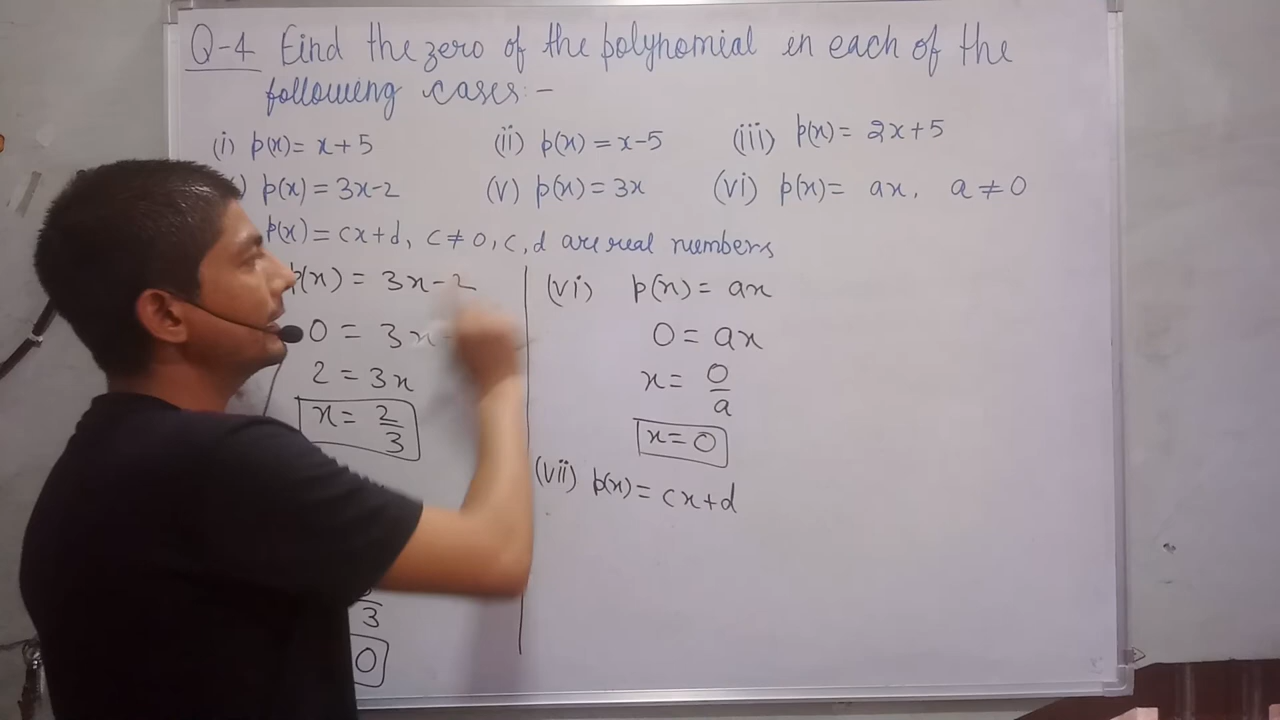 Q-4 Find the zero of the polynomial in each of the
following cases:-
(i) p(x) = x + 5 (ii) p(x) = x-5 (iii) p(x) = 2x+5
) p(x) = 3x-2 (v) p(x) = 3x (vi) p(x) = ax, a ≠ 0
p(x) = cx+d, c ≠ 0, c, d are real numbers
p(x) = 3x-2
0 = 3x
2 = 3x
x = 2/3
3
0
(vi) p(x) = ax
0 = ax
x = 0/a
x = 0
(vii) p(x) = cx+d